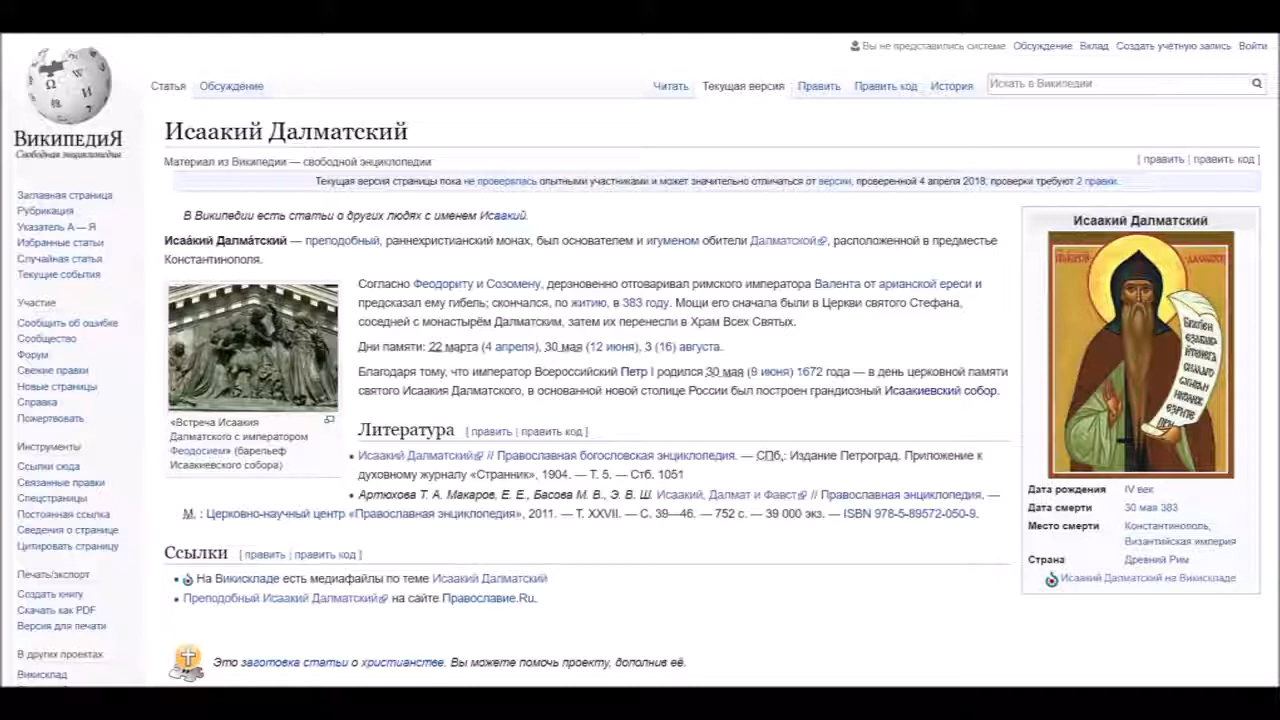 Вы не представились системе Обсуждение Вклад Создать учётную запись Войти
Статья Обсуждение Читать Текущая версия Править Править код История Искать в Википедии
ВикипедиЯ
Свободная энциклопедия
Исаакий Далматский
Материал из Википедии — свободной энциклопедии
[ править | править код ]
Текущая версия страницы пока не проверялась опытными участниками и может значительно отличаться от версии, проверенной 4 апреля 2018; проверки требуют 2 правки.
Заглавная страница
Рубрикация
Указатель А — Я
Избранные статьи
Случайная статья
Текущие события
Участие
Сообщить об ошибке
Сообщество
Форум
Свежие правки
Новые страницы
Справка
Пожертвовать
Инструменты
Ссылки сюда
Связанные правки
Спецстраницы
Постоянная ссылка
Сведения о странице
Цитировать страницу
Печать/экспорт
Создать книгу
Скачать как PDF
Версия для печати
В других проектах
Викисклад
В Википедии есть статьи о других людях с именем Исаакий.
Исаа́кий Далма́тский — преподобный, раннехристианский монах, был основателем и игуменом обители Далматской, расположенной в предместье
Константинополя.
Согласно Феодориту и Созомену, дерзновенно отговаривал римского императора Валента от арианской ереси и
предсказал ему гибель; скончался, по житию, в 383 году. Мощи его сначала были в Церкви святого Стефана,
соседней с монастырём Далматским, затем их перенесли в Храм Всех Святых.
Дни памяти: 22 марта (4 апреля), 30 мая (12 июня), 3 (16) августа.
Благодаря тому, что император Всероссийский Петр I родился 30 мая (9 июня) 1672 года — в день церковной памяти
святого Исаакия Далматского, в основанной новой столице России был построен грандиозный Исаакиевский собор.
«Встреча Исаакия
Далматского с императором
Феодосием» (барельеф
Исаакиевского собора)
Литература [ править | править код ]
Исаакий Далматский // Православная богословская энциклопедия. — СПб.: Издание Петроград. Приложение к
духовному журналу «Странник», 1904. — Т. 5. — Стб. 1051
Артюхова Т. А. Макаров, Е. Е., Басова М. В., Э. В. Ш. Исаакий, Далмат и Фавст // Православная энциклопедия. —
М. : Церковно-научный центр «Православная энциклопедия», 2011. — Т. XXVII. — С. 39—46. — 752 с. — 39 000 экз. — ISBN 978-5-89572-050-9.
Ссылки [ править | править код ]
На Викискладе есть медиафайлы по теме Исаакий Далматский
Преподобный Исаакий Далматский на сайте Православие.Ru.
Это заготовка статьи о христианстве. Вы можете помочь проекту, дополнив её.
Исаакий Далматский
Дата рождения IV век
Дата смерти 30 мая 383
Место смерти Константинополь,
Византийская империя
Страна Древний Рим
Исаакий Далматский на Викискладе